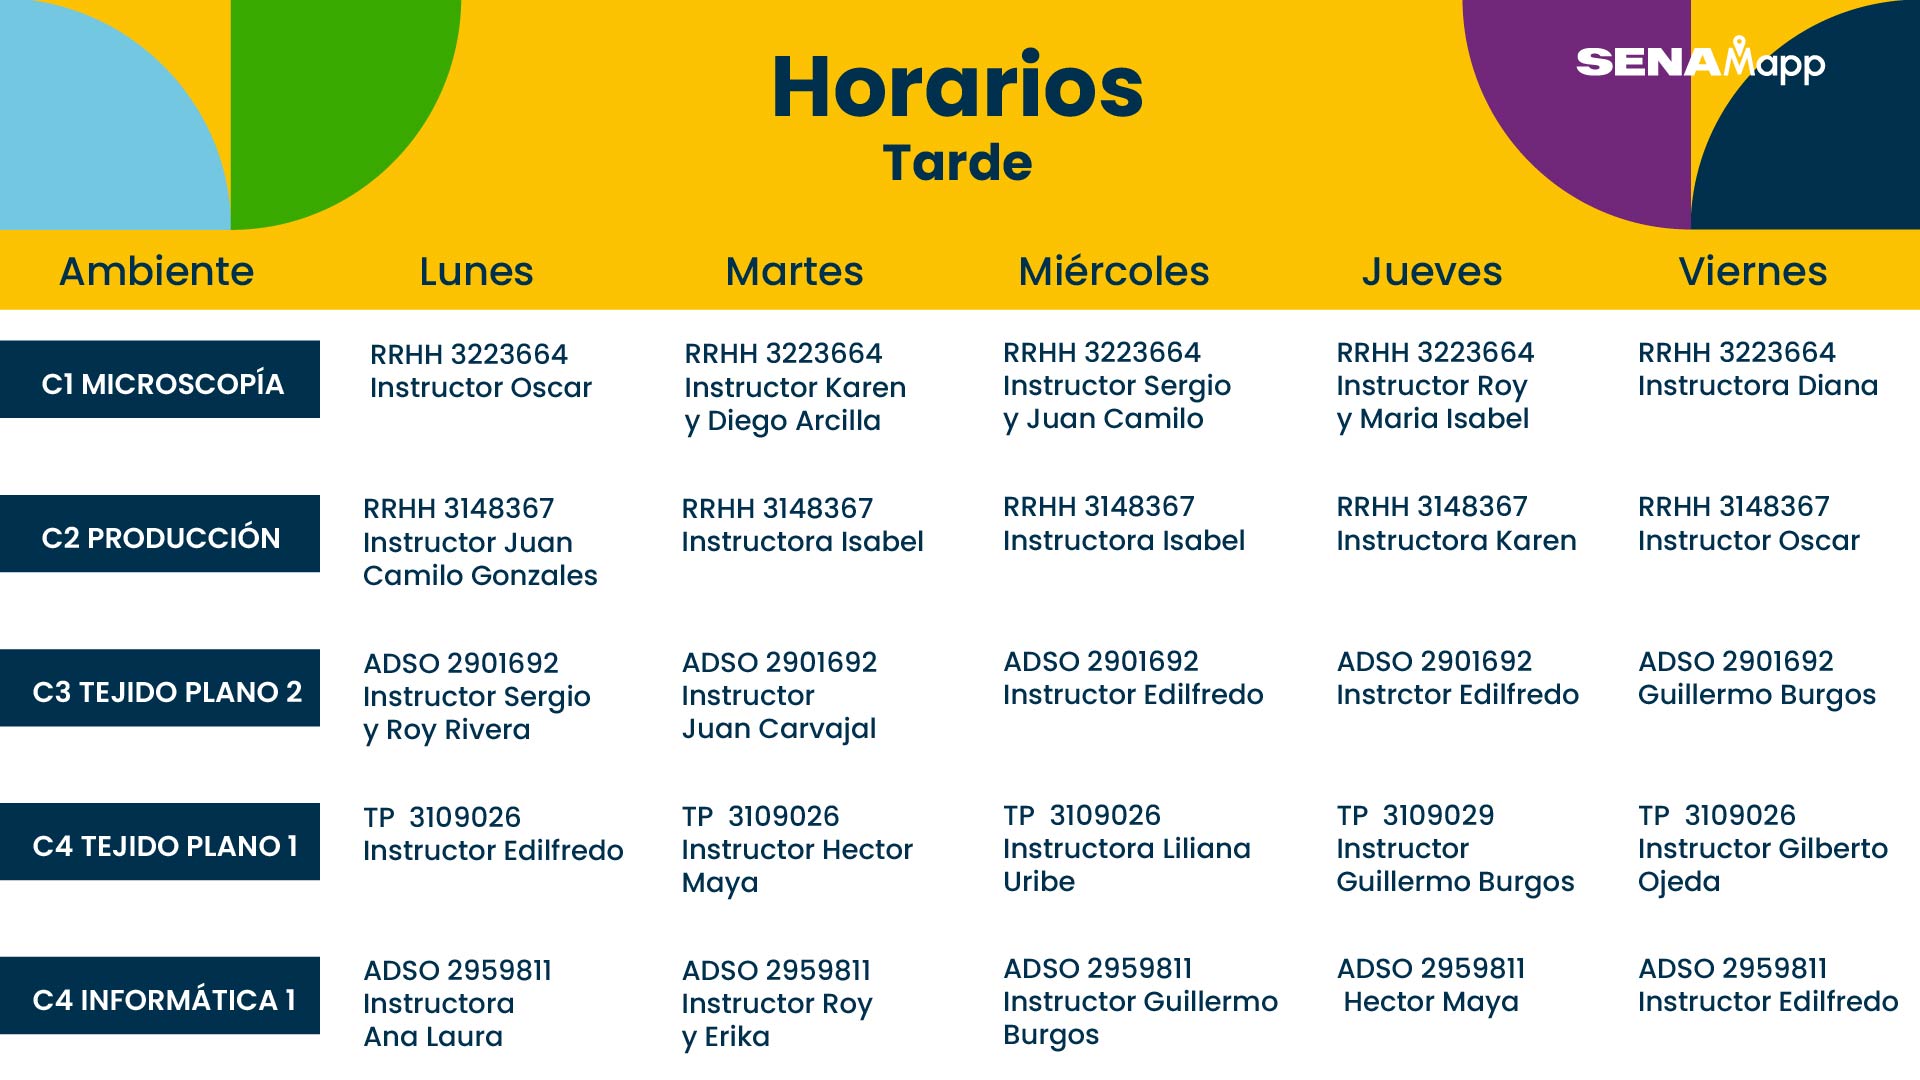 Horarios
Tarde
SENAMapp
Ambiente Lunes Martes Miércoles Jueves Viernes
C1 MICROSCOPÍA
RRHH 3223664
Instructor Oscar
RRHH 3223664
Instructor Karen
y Diego Arcilla
RRHH 3223664
Instructor Sergio
y Juan Camilo
RRHH 3223664
Instructor Roy
y Maria Isabel
RRHH 3223664
Instructora Diana
C2 PRODUCCIÓN
RRHH 3148367
Instructor Juan
Camilo Gonzales
RRHH 3148367
Instructora Isabel
RRHH 3148367
Instructora Isabel
RRHH 3148367
Instructora Karen
RRHH 3148367
Instructor Oscar
C3 TEJIDO PLANO 2
ADSO 2901692
Instructor Sergio
y Roy Rivera
ADSO 2901692
Instructor
Juan Carvajal
ADSO 2901692
Instructor Edilfredo
ADSO 2901692
Instrctor Edilfredo
ADSO 2901692
Guillermo Burgos
C4 TEJIDO PLANO 1
TP 3109026
Instructor Edilfredo
TP 3109026
Instructor Hector
Maya
TP 3109026
Instructora Liliana
Uribe
TP 3109029
Instructor
Guillermo Burgos
TP 3109026
Instructor Gilberto
Ojeda
C4 INFORMÁTICA 1
ADSO 2959811
Instructora
Ana Laura
ADSO 2959811
Instructor Roy
y Erika
ADSO 2959811
Instructor Guillermo
Burgos
ADSO 2959811
Hector Maya
ADSO 2959811
Instructor Edilfredo